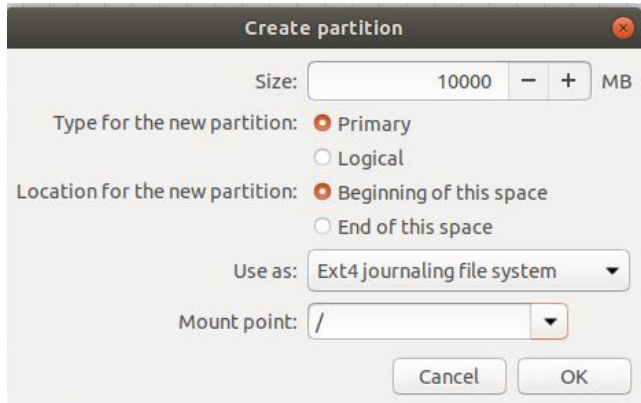 Create partition
Size: 10000 − + MB
Type for the new partition: Primary
Logical
Location for the new partition: Beginning of this space
End of this space
Use as: Ext4 journaling file system
Mount point: /
Cancel OK